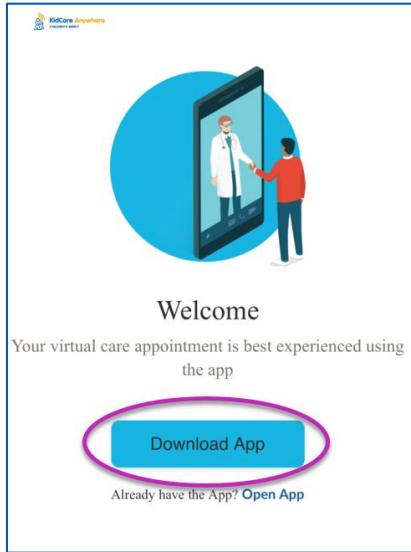 KidCare Anywhere
Welcome
Your virtual care appointment is best experienced using
the app
Download App
Already have the App? Open App